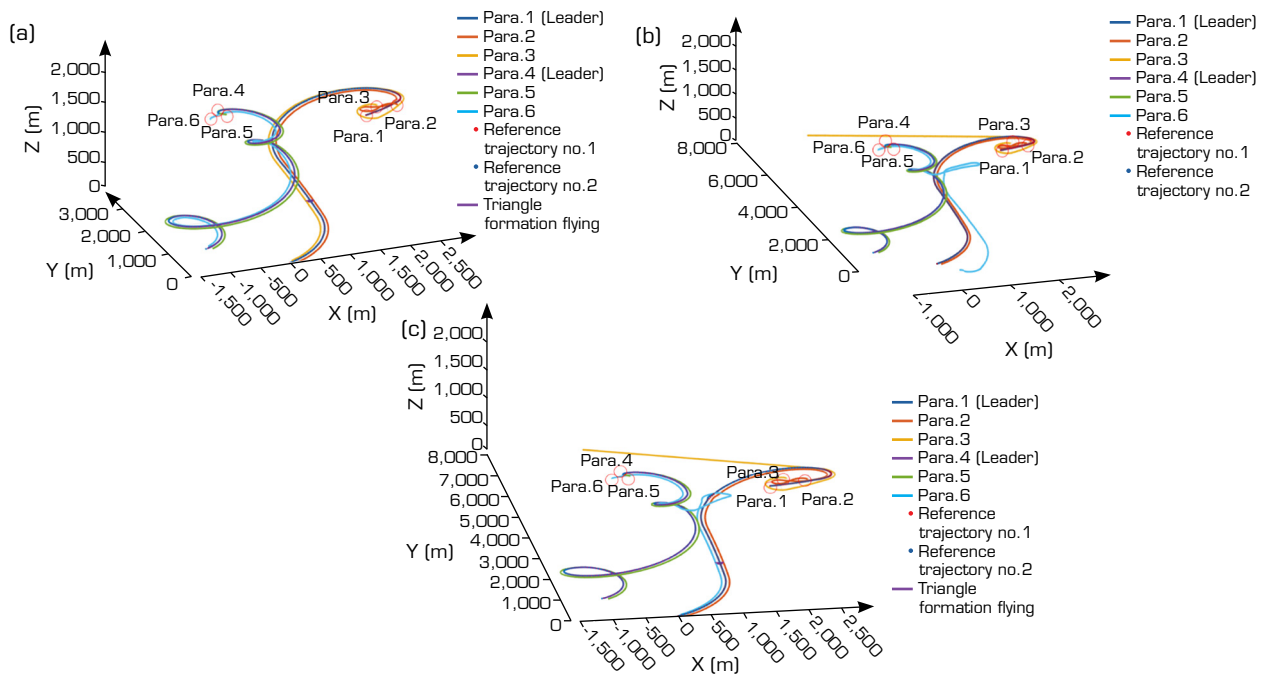 (a)
Z (m)
2,000
1,500
1,000
500
0
3,000
2,000
1,000
0
Y (m)
-1,500
-1,000
-500
0
500
1,000
1,500
2,000
2,500
X (m)
Para.4
Para.6
Para.5
Para.3
Para.2
Para.1
Para.1 (Leader)
Para.2
Para.3
Para.4 (Leader)
Para.5
Para.6
Reference
trajectory no.1
Reference
trajectory no.2
Triangle
formation flying
(b)
Z (m)
2,000
1,500
1,000
500
0
8,000
6,000
4,000
2,000
0
Y (m)
-1,000
0
1,000
2,000
X (m)
Para.4
Para.6
Para.5
Para.3
Para.2
Para.1
Para.1 (Leader)
Para.2
Para.3
Para.4 (Leader)
Para.5
Para.6
Reference
trajectory no.1
Reference
trajectory no.2
(c)
Z (m)
2,000
1,500
1,000
500
0
8,000
7,000
6,000
5,000
4,000
3,000
2,000
1,000
0
Y (m)
-1,500
-1,000
-500
0
500
1,000
1,500
2,000
2,500
X (m)
Para.4
Para.6
Para.5
Para.3
Para.1
Para.2
Para.1 (Leader)
Para.2
Para.3
Para.4 (Leader)
Para.5
Para.6
Reference
trajectory no.1
Reference
trajectory no.2
Triangle
formation flying